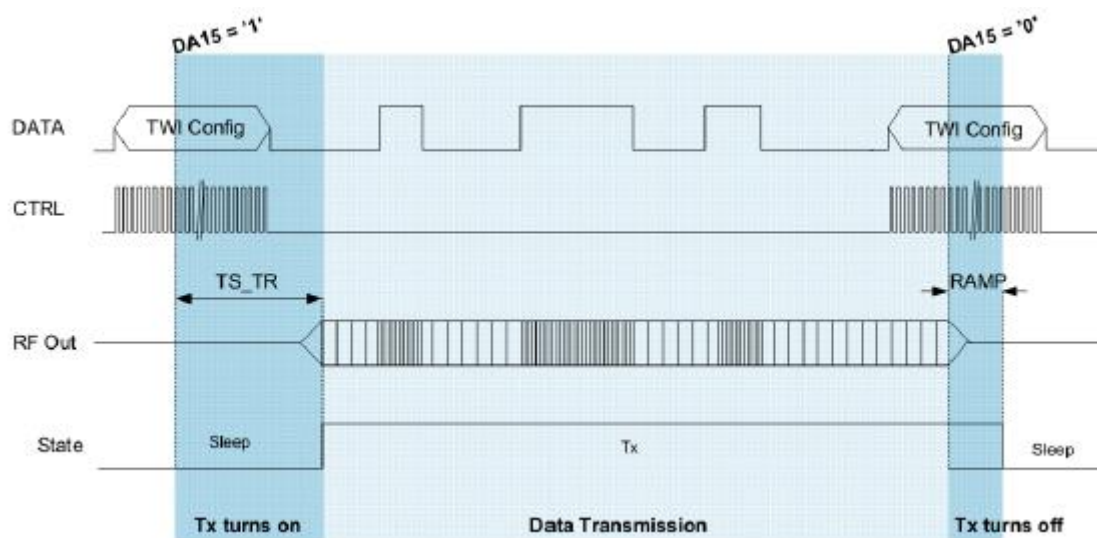 DA15 = '1'
DA15 = '0'
DATA
TWI Config
TWI Config
CTRL
TS_TR
RAMP
RF Out
State
Sleep
Tx
Sleep
Tx turns on
Data Transmission
Tx turns off